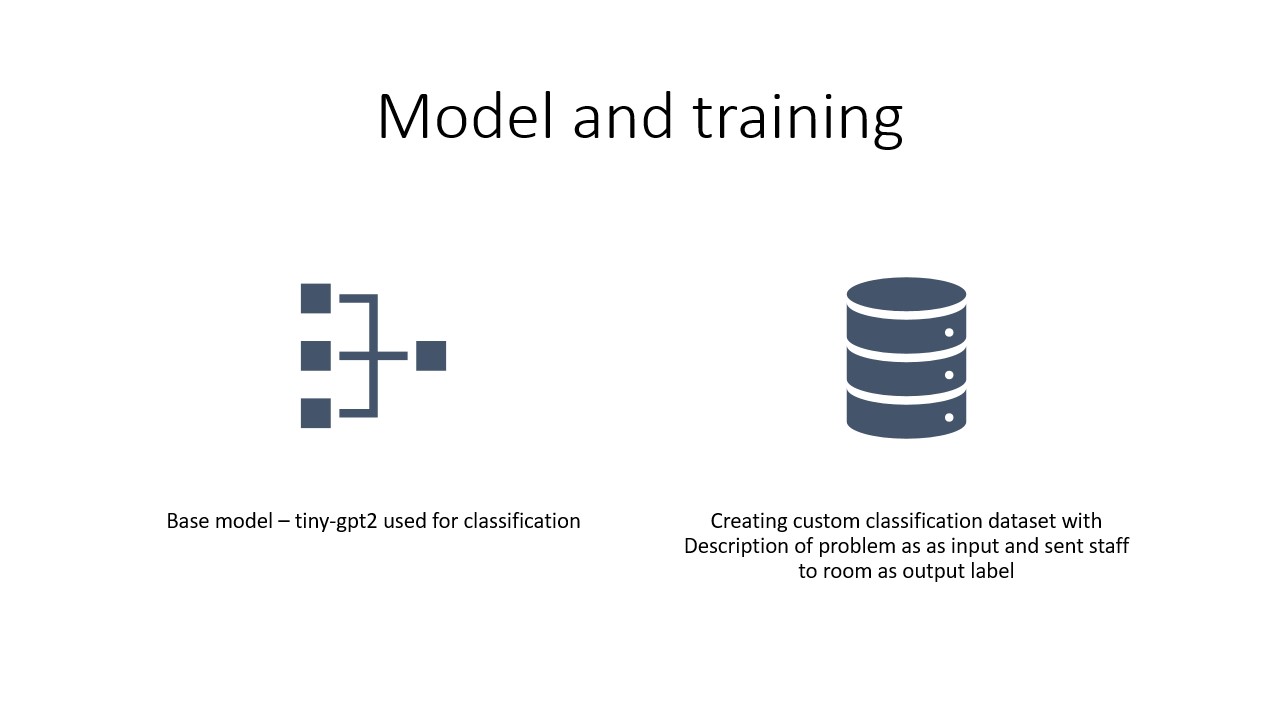 Model and training
Base model – tiny-gpt2 used for classification
Creating custom classification dataset with
Description of problem as as input and sent staff
to room as output label